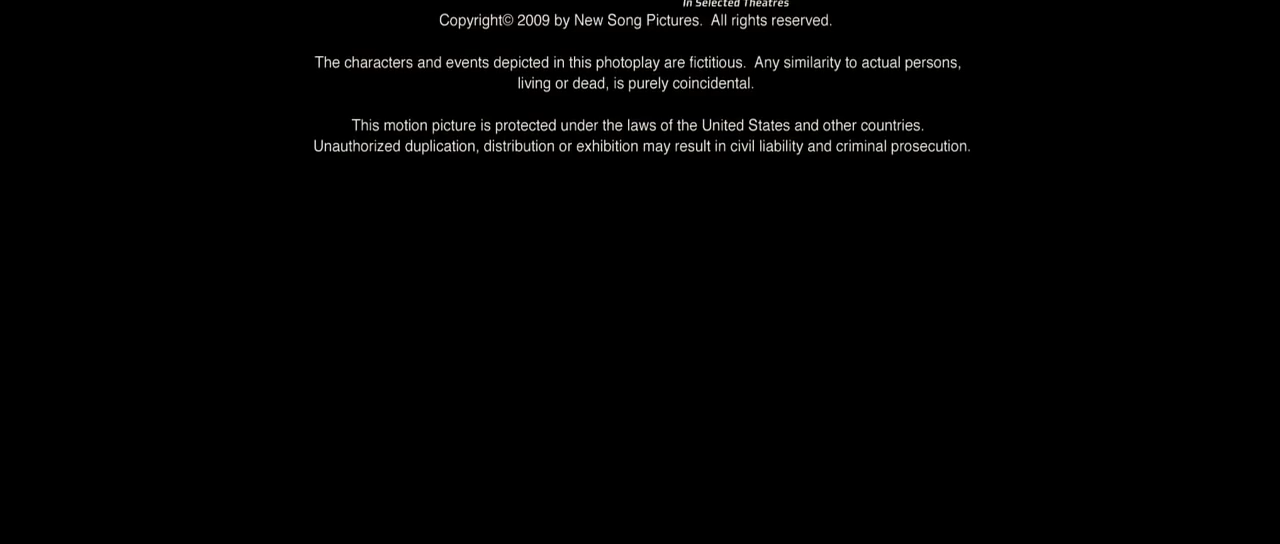 In Selected Theatres
Copyright© 2009 by New Song Pictures.  All rights reserved.
The characters and events depicted in this photoplay are fictitious.  Any similarity to actual persons,
living or dead, is purely coincidental.
This motion picture is protected under the laws of the United States and other countries.
Unauthorized duplication, distribution or exhibition may result in civil liability and criminal prosecution.